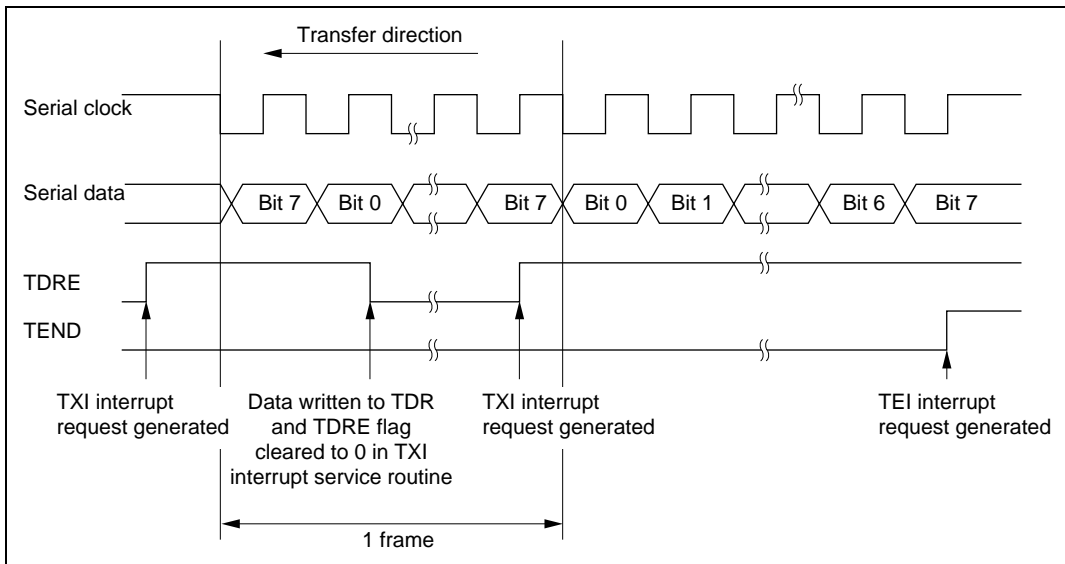 Transfer direction
Serial clock
Serial data
Bit 7
Bit 0
Bit 7
Bit 0
Bit 1
Bit 6
Bit 7
TDRE
TEND
TXI interrupt
request generated
Data written to TDR
and TDRE flag
cleared to 0 in TXI
interrupt service routine
TXI interrupt
request generated
TEI interrupt
request generated
1 frame